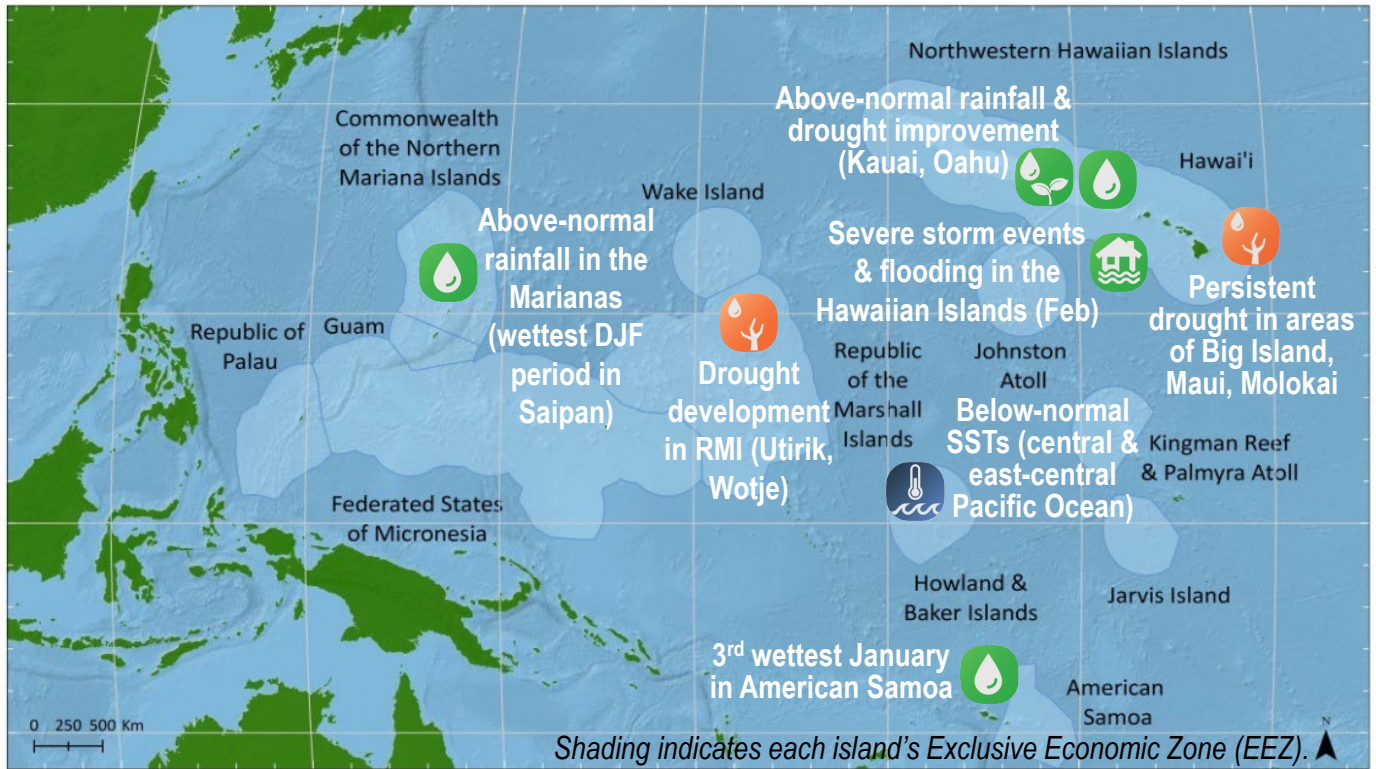 Northwestern Hawaiian Islands
Above-normal rainfall &
drought improvement
(Kauai, Oahu)
Hawai'i
Commonwealth
of the Northern
Mariana Islands
Wake Island
Above-normal
rainfall in the
Marianas
(wettest DJF
period in
Saipan)
Severe storm events
& flooding in the
Hawaiian Islands (Feb)
Persistent
drought in areas
of Big Island,
Maui, Molokai
Republic of
Palau
Guam
Drought
development
in RMI (Utirik,
Wotje)
Republic
of the
Marshall
Islands
Johnston
Atoll
Below-normal
SSTs (central &
east-central
Pacific Ocean)
Kingman Reef
& Palmyra Atoll
Federated States
of Micronesia
Howland &
Baker Islands
Jarvis Island
3rd wettest January
in American Samoa
American
Samoa
0 250 500 Km
N
Shading indicates each island's Exclusive Economic Zone (EEZ).